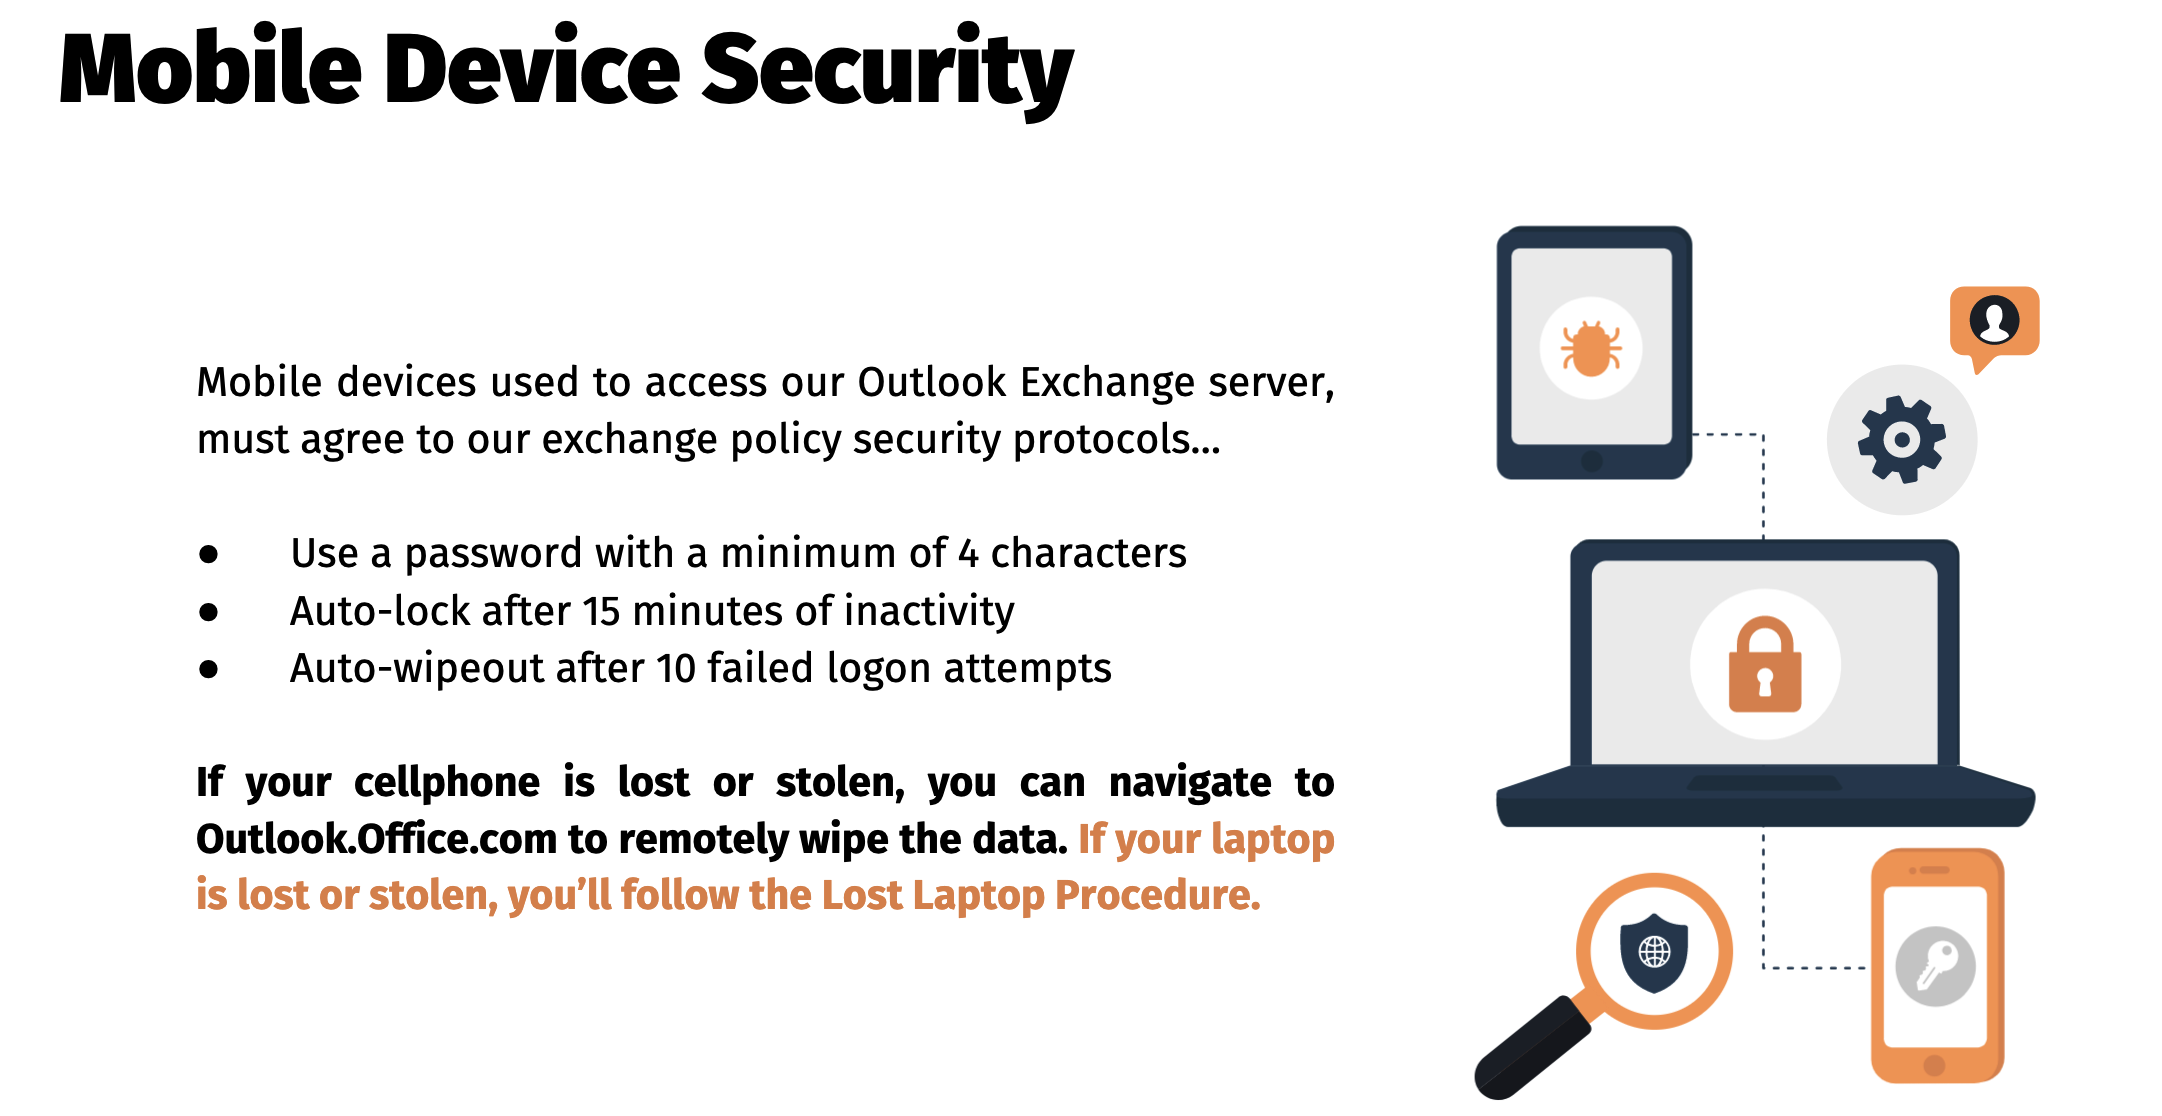 Mobile Device Security
Mobile devices used to access our Outlook Exchange server,
must agree to our exchange policy security protocols...
● Use a password with a minimum of 4 characters
● Auto-lock after 15 minutes of inactivity
● Auto-wipeout after 10 failed logon attempts
If your cellphone is lost or stolen, you can navigate to
Outlook.Office.com to remotely wipe the data. If your laptop
is lost or stolen, you’ll follow the Lost Laptop Procedure.